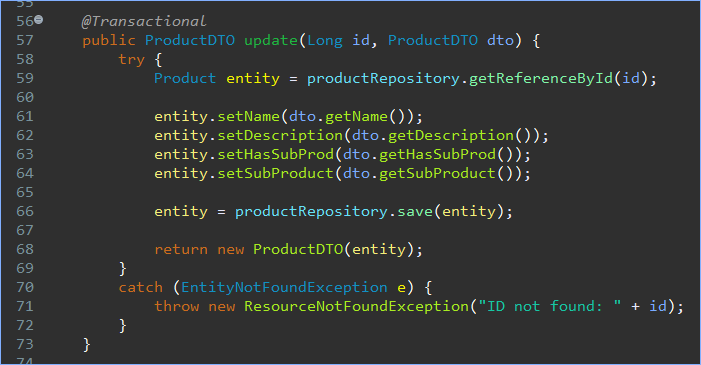 55
56 @Transactional
57 public ProductDTO update(Long id, ProductDTO dto) {
58 try {
59 Product entity = productRepository.getReferenceById(id);
60
61 entity.setName(dto.getName());
62 entity.setDescription(dto.getDescription());
63 entity.setHasSubProd(dto.getHasSubProd());
64 entity.setSubProduct(dto.getSubProduct());
65
66 entity = productRepository.save(entity);
67
68 return new ProductDTO(entity);
69 }
70 catch (EntityNotFoundException e) {
71 throw new ResourceNotFoundException("ID not found: " + id);
72 }
73 }
74